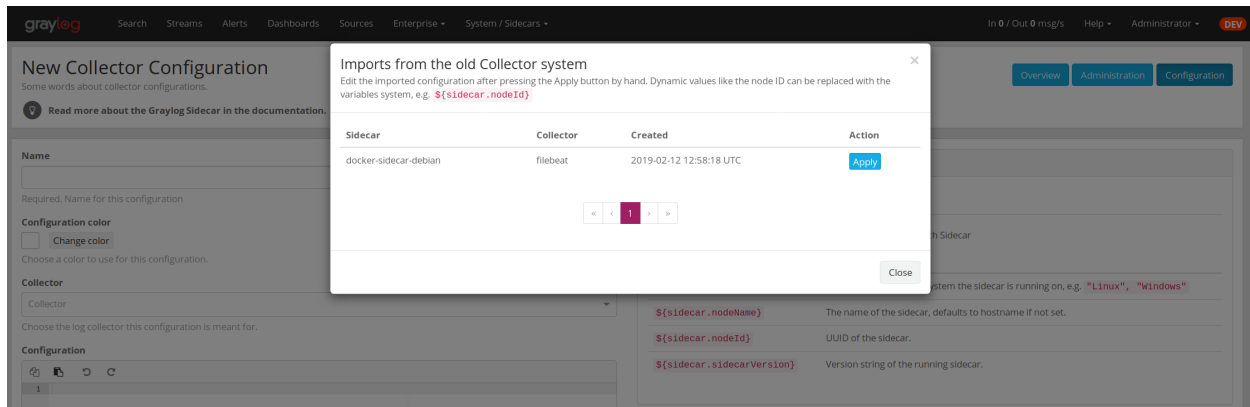 graylog
Search Streams Alerts Dashboards Sources Enterprise System / Sidecars In 0 / Out 0 msg/s Help Administrator DEV
New Collector Configuration
Some words about collector configurations.
Read more about the Graylog Sidecar in the documentation.
Overview Administration Configuration
Imports from the old Collector system ×
Edit the imported configuration after pressing the Apply button by hand. Dynamic values like the node ID can be replaced with the
variables system, e.g. ${sidecar.nodeId}
Sidecar Collector Created Action
docker-sidecar-debian filebeat 2019-02-12 12:58:18 UTC Apply
« ‹ 1 › »
Close
Name
Required. Name for this configuration
Configuration color
Change color
Choose a color to use for this configuration.
Collector
Collector
Choose the log collector this configuration is meant for.
Configuration
1
Sidecar
system the sidecar is running on, e.g. "Linux", "Windows"
${sidecar.nodeName} The name of the sidecar, defaults to hostname if not set.
${sidecar.nodeId} UUID of the sidecar.
${sidecar.sidecarVersion} Version string of the running sidecar.